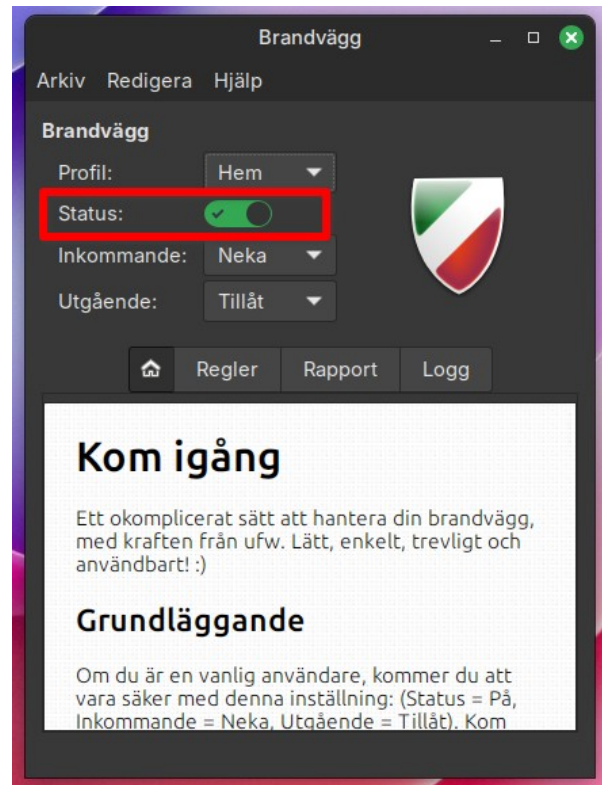 Brandvägg
Arkiv Redigera Hjälp
Brandvägg
Profil: Hem
Status:
Inkommande: Neka
Utgående: Tillåt
Regler Rapport Logg
Kom igång
Ett okomplicerat sätt att hantera din brandvägg,
med kraften från ufw. Lätt, enkelt, trevligt och
användbart! :)
Grundläggande
Om du är en vanlig användare, kommer du att
vara säker med denna inställning: (Status = På,
Inkommande = Neka, Utgående = Tillåt). Kom